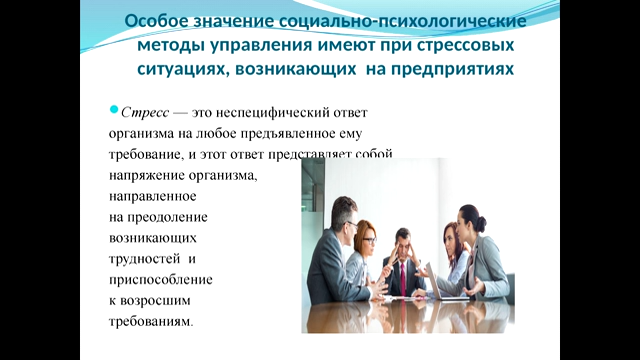 Особое значение социально-психологические
методы управления имеют при стрессовых
ситуациях, возникающих на предприятиях
Стресс — это неспецифический ответ
организма на любое предъявленное ему
требование, и этот ответ представляет собой
напряжение организма,
направленное
на преодоление
возникающих
трудностей и
приспособление
к возросшим
требованиям.